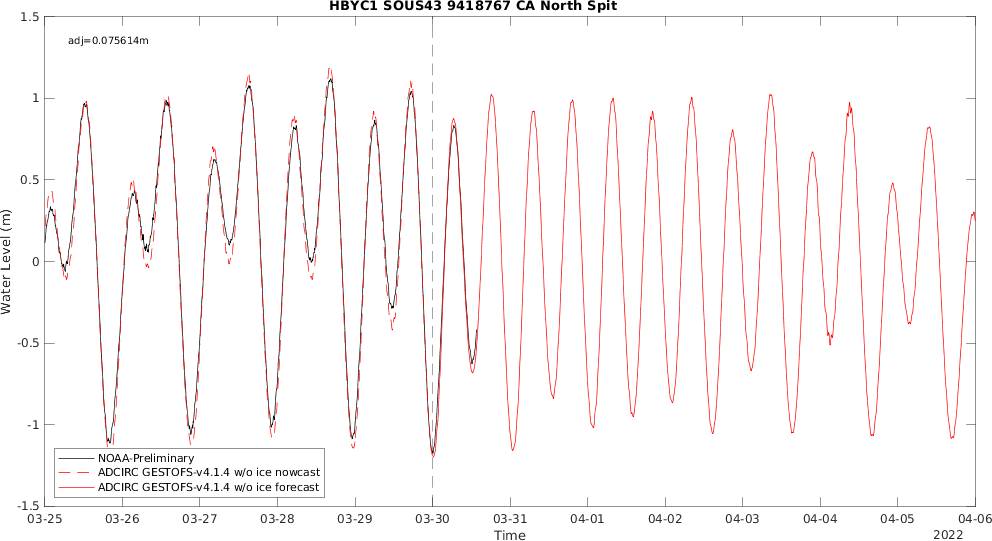 HBYC1 SOUS43 9418767 CA North Spit
adj=0.075614m
1.5
1
0.5
0
-0.5
-1
-1.5
Water Level (m)
NOAA-Preliminary
ADCIRC GESTOFS-v4.1.4 w/o ice nowcast
ADCIRC GESTOFS-v4.1.4 w/o ice forecast
03-25 03-26 03-27 03-28 03-29 03-30 03-31 04-01 04-02 04-03 04-04 04-05 04-06
Time
2022